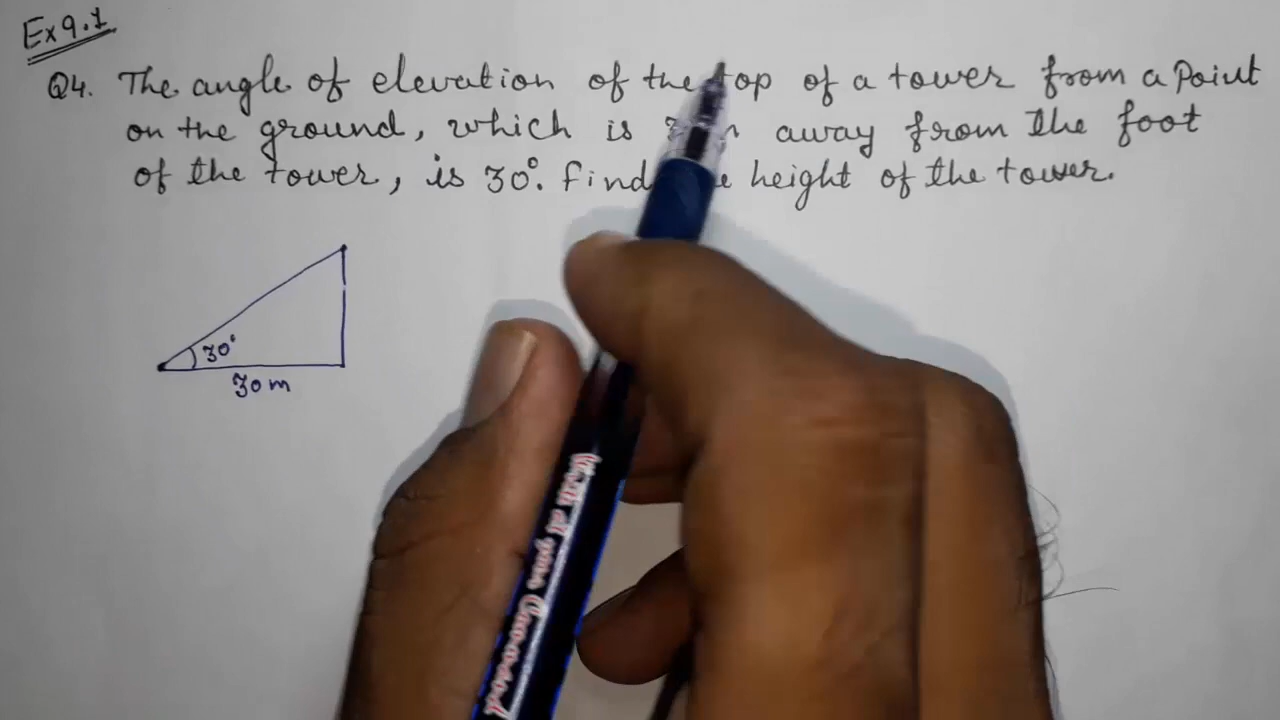 Ex 9.1
Q4. The angle of elevation of the top of a tower from a Point
on the ground, which is away from the foot
of the tower, is 30°. find height of the tower.
30°
30 m